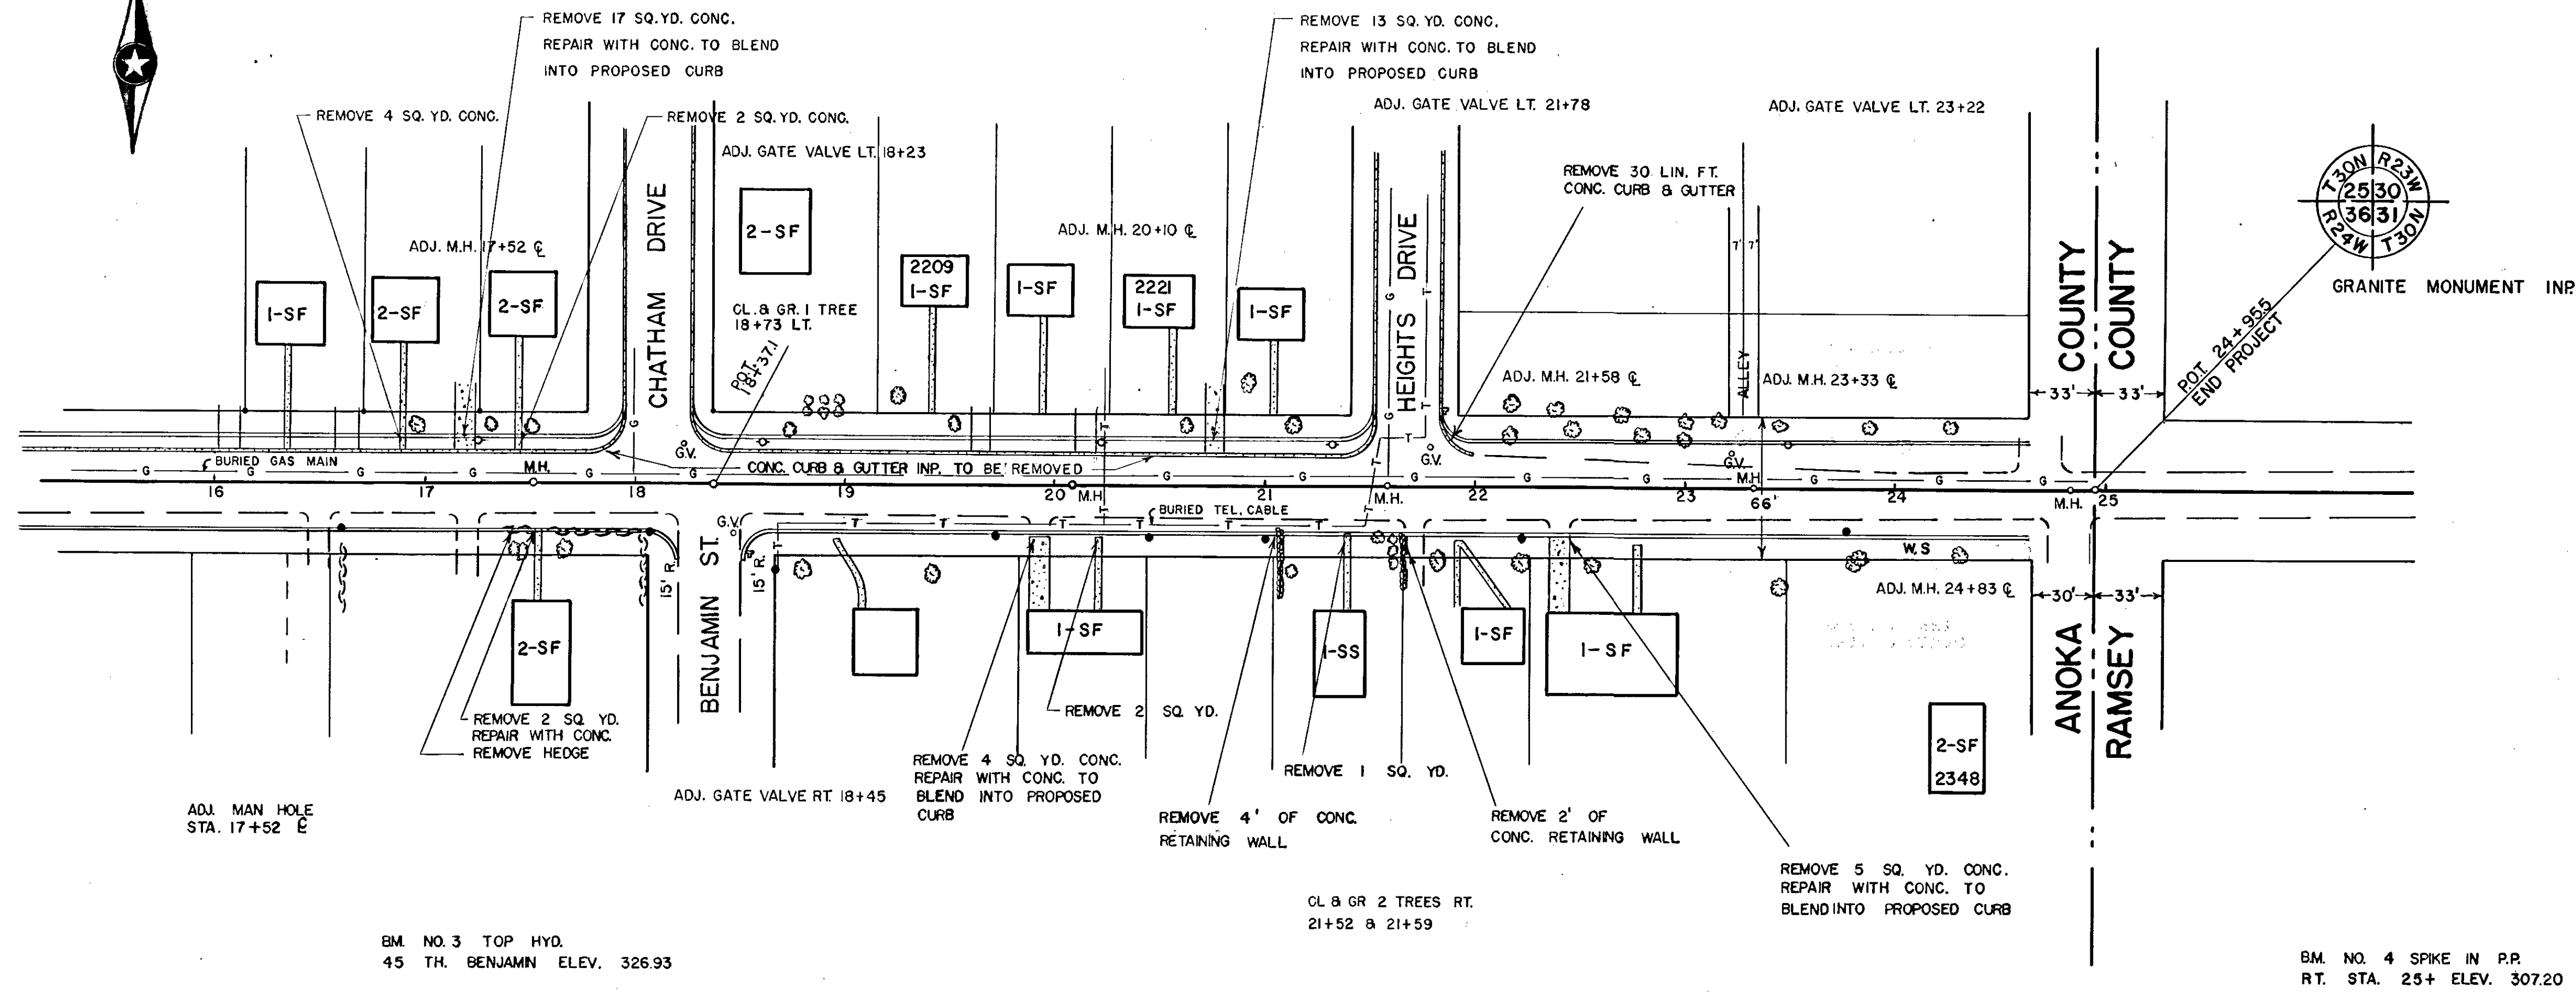 REMOVE 17 SQ.YD. CONC.
REPAIR WITH CONC. TO BLEND
INTO PROPOSED CURB
REMOVE 13 SQ. YD. CONC.
REPAIR WITH CONC. TO BLEND
INTO PROPOSED CURB
REMOVE 4 SQ. YD. CONC.
REMOVE 2 SQ. YD. CONC.
ADJ. GATE VALVE LT. 18+23
ADJ. GATE VALVE LT. 21+78
ADJ. GATE VALVE LT. 23+22
REMOVE 30 LIN. FT.
CONC. CURB & GUTTER
T30N R23W
25 30
36 31
R24W T30N
GRANITE MONUMENT INP.
P.O.T. 24+95.5
END PROJECT
ADJ. M.H. 17+52 ℄
CHATHAM DRIVE
2-SF
ADJ. M.H. 20+10 ℄
HEIGHTS DRIVE
7' 7'
ALLEY
COUNTY
COUNTY
1-SF
2-SF
2-SF
CL. & GR. 1 TREE
18+73 LT.
P.O.T.
18+37.1
2209
1-SF
1-SF
2221
1-SF
1-SF
ADJ. M.H. 21+58 ℄
ADJ. M.H. 23+33 ℄
33' 33'
G G T T T
BURIED GAS MAIN
G G G G G G G G G G G G G
G.V. G.V. G.V.
CONC. CURB & GUTTER INP. TO BE REMOVED
M.H. M.H. M.H. M.H. M.H.
16 17 18 19 20 21 22 23 24 25
66'
G.V.
BURIED TEL. CABLE
T T T T T T
W.S
15' R. 15' R.
BENJAMIN ST.
ADJ. M.H. 24+83 ℄
30' 33'
ANOKA
RAMSEY
2-SF
1-SF
1-SS
1-SF
1-SF
2-SF
2348
REMOVE 2 SQ. YD.
REPAIR WITH CONC.
REMOVE HEDGE
REMOVE 2 SQ. YD.
REMOVE 4 SQ. YD. CONC.
REPAIR WITH CONC. TO
BLEND INTO PROPOSED
CURB
REMOVE 1 SQ. YD.
ADJ. GATE VALVE RT. 18+45
ADJ. MAN HOLE
STA. 17+52 ℄
REMOVE 4' OF CONC.
RETAINING WALL
REMOVE 2' OF
CONC. RETAINING WALL
REMOVE 5 SQ. YD. CONC.
REPAIR WITH CONC. TO
BLEND INTO PROPOSED CURB
CL & GR 2 TREES RT.
21+52 & 21+59
BM. NO. 3 TOP HYD.
45 TH. BENJAMIN ELEV. 326.93
B.M. NO. 4 SPIKE IN P.P.
RT. STA. 25+ ELEV. 307.20